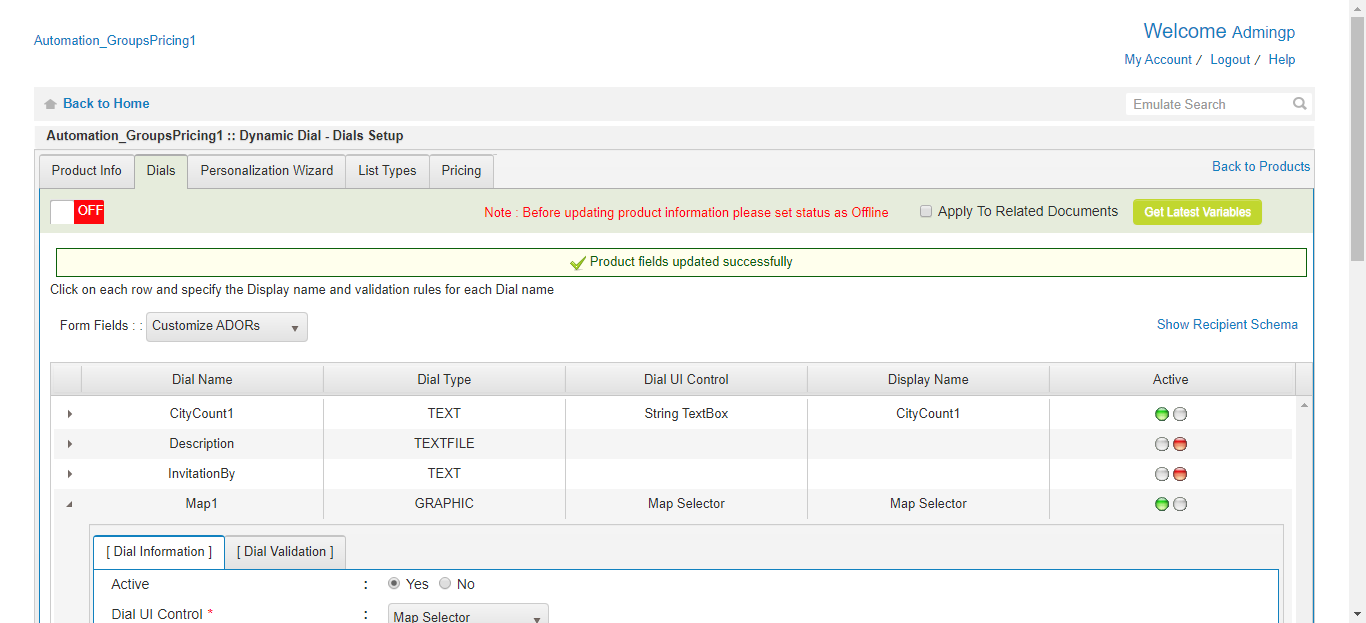 Automation_GroupsPricing1
Welcome Admingp
My Account / Logout / Help
Back to Home
Emulate Search
Automation_GroupsPricing1 :: Dynamic Dial - Dials Setup
Product Info Dials Personalization Wizard List Types Pricing
Back to Products
OFF
Note : Before updating product information please set status as Offline
Apply To Related Documents
Get Latest Variables
Product fields updated successfully
Click on each row and specify the Display name and validation rules for each Dial name
Form Fields : : Customize ADORs
Show Recipient Schema
Dial Name Dial Type Dial UI Control Display Name Active
CityCount1 TEXT String TextBox CityCount1
Description TEXTFILE
InvitationBy TEXT
Map1 GRAPHIC Map Selector Map Selector
[ Dial Information ] [ Dial Validation ]
Active : Yes No
Dial UI Control * : Map Selector